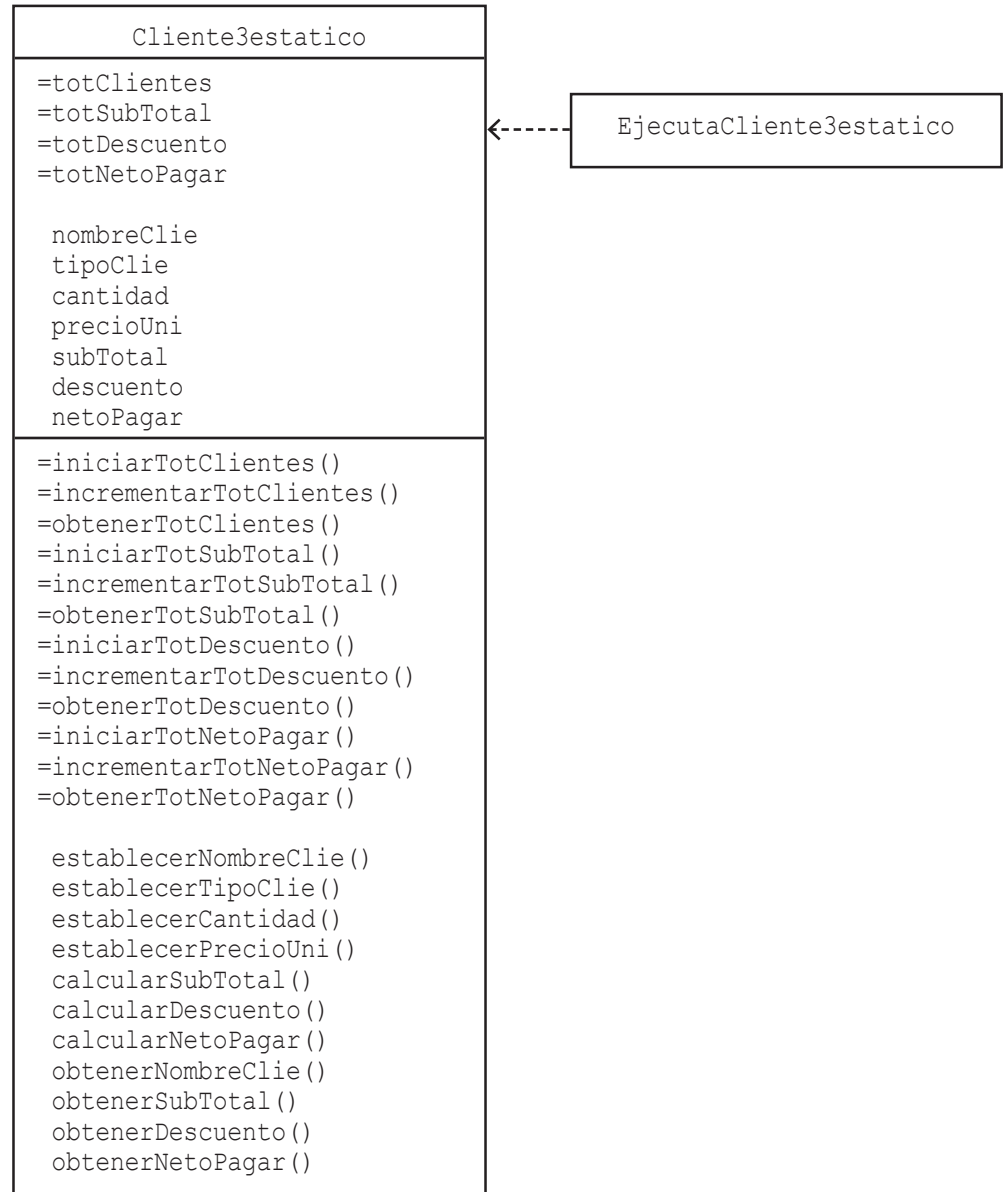 Cliente3estatico
=totClientes
=totSubTotal
=totDescuento
=totNetoPagar
nombreClie
tipoClie
cantidad
precioUni
subTotal
descuento
netoPagar
=iniciarTotClientes()
=incrementarTotClientes()
=obtenerTotClientes()
=iniciarTotSubTotal()
=incrementarTotSubTotal()
=obtenerTotSubTotal()
=iniciarTotDescuento()
=incrementarTotDescuento()
=obtenerTotDescuento()
=iniciarTotNetoPagar()
=incrementarTotNetoPagar()
=obtenerTotNetoPagar()
establecerNombreClie()
establecerTipoClie()
establecerCantidad()
establecerPrecioUni()
calcularSubTotal()
calcularDescuento()
calcularNetoPagar()
obtenerNombreClie()
obtenerSubTotal()
obtenerDescuento()
obtenerNetoPagar()
EjecutaCliente3estatico